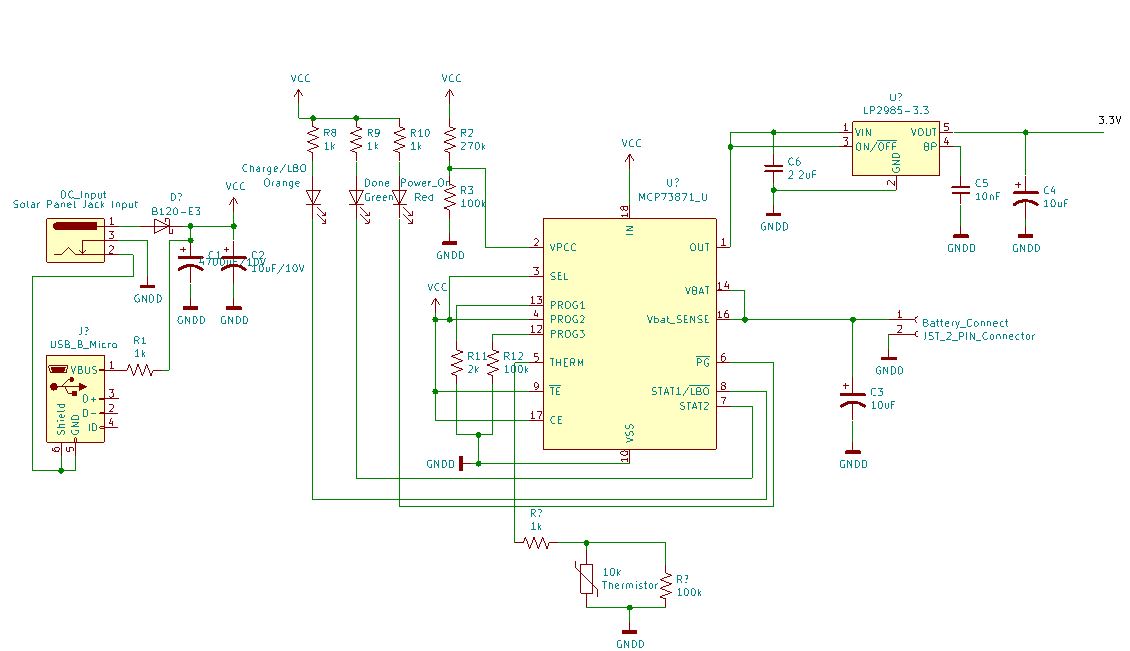 3.3V
VCC
VCC
U?
LP2985-3.3
1 VIN VOUT 5
3 ON/OFF BP 4
GND
2
R8
1k
R9
1k
R10
1k
R2
270k
VCC
C6
2.2uF
GNDD
C5
10nF
GNDD
C4
10uF
GNDD
Charge/LBO
Orange
Done
Green
Power_On
Red
R3
100k
GNDD
DC_Input
Solar Panel Jack Input
1
3
2
D?
B120-E3
VCC
GNDD
C1
4700uF/10V
C2
10uF/10V
GNDD
GNDD
U?
MCP73871_U
18
IN
2 VPCC
3 SEL
13 PROG1
4 PROG2
12 PROG3
5 THERM
9 TE
17 CE
OUT 1
VBAT 14
Vbat_SENSE 16
PG 6
STAT1/LBO 8
STAT2 7
VSS
10
VCC
R11
2k
R12
100k
GNDD
1
2
Battery_Connect
JST_2_PIN_Connector
GNDD
C3
10uF
GNDD
J?
USB_B_Micro
VBUS 1
D+ 3
D- 2
ID 4
Shield
GND
6
5
R1
1k
R?
1k
10k
Thermistor
R?
100k
GNDD